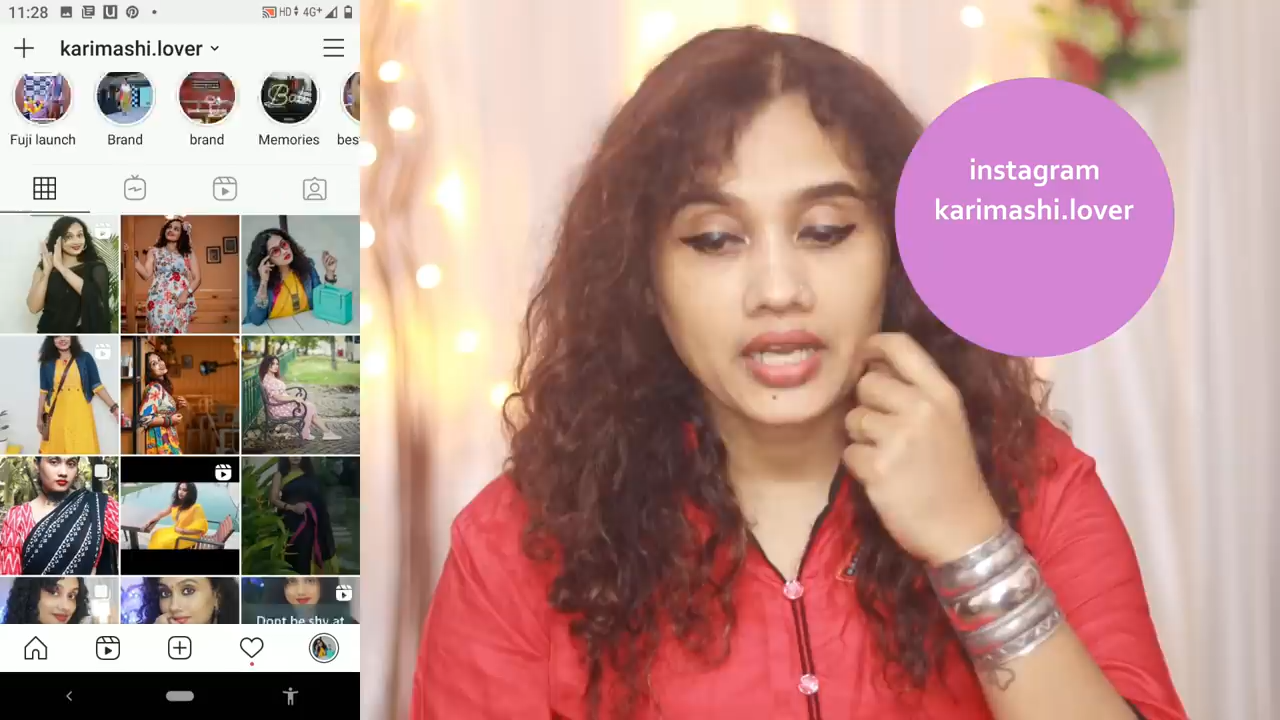 11:28
HD 4G+
karimashi.lover
Fuji launch
Brand
brand
Memories
bes
Dont be shy at
instagram
karimashi.lover